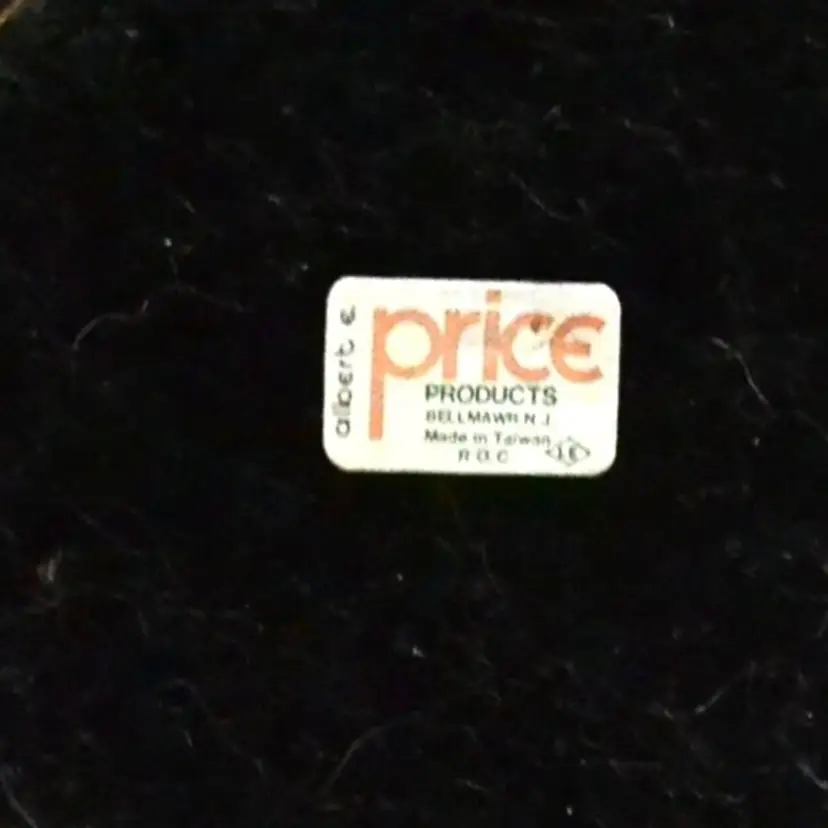 albert e
price
PRODUCTS
BELLMAWR N.J.
Made in Taiwan
R.O.C